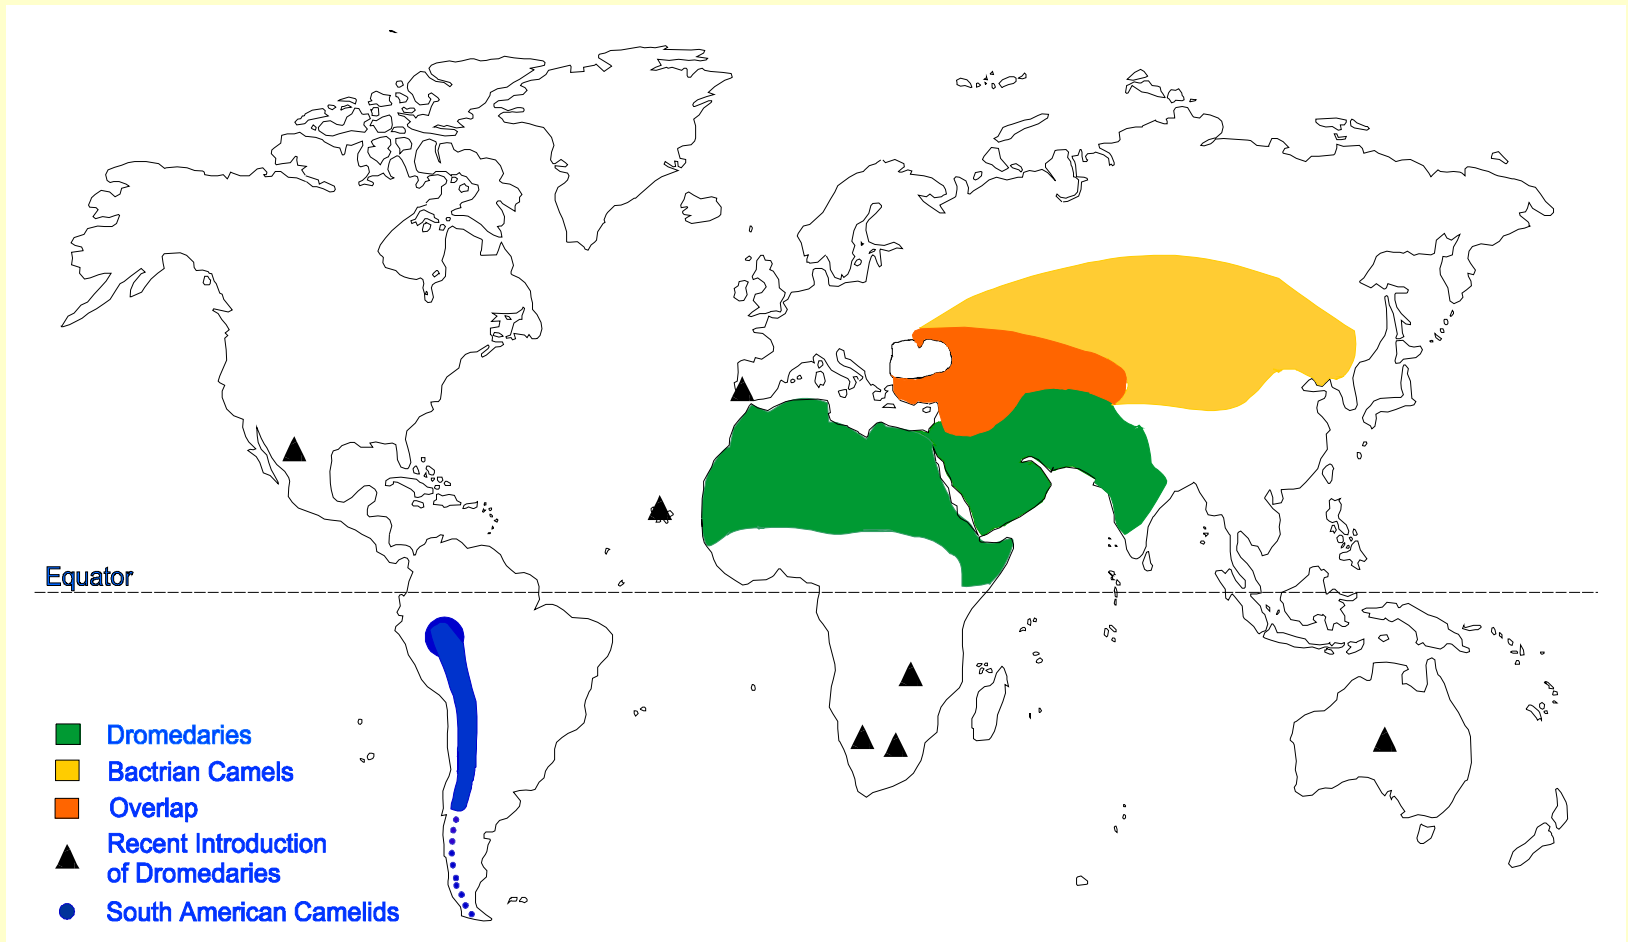 Equator
Dromedaries
Bactrian Camels
Overlap
Recent Introduction
of Dromedaries
South American Camelids